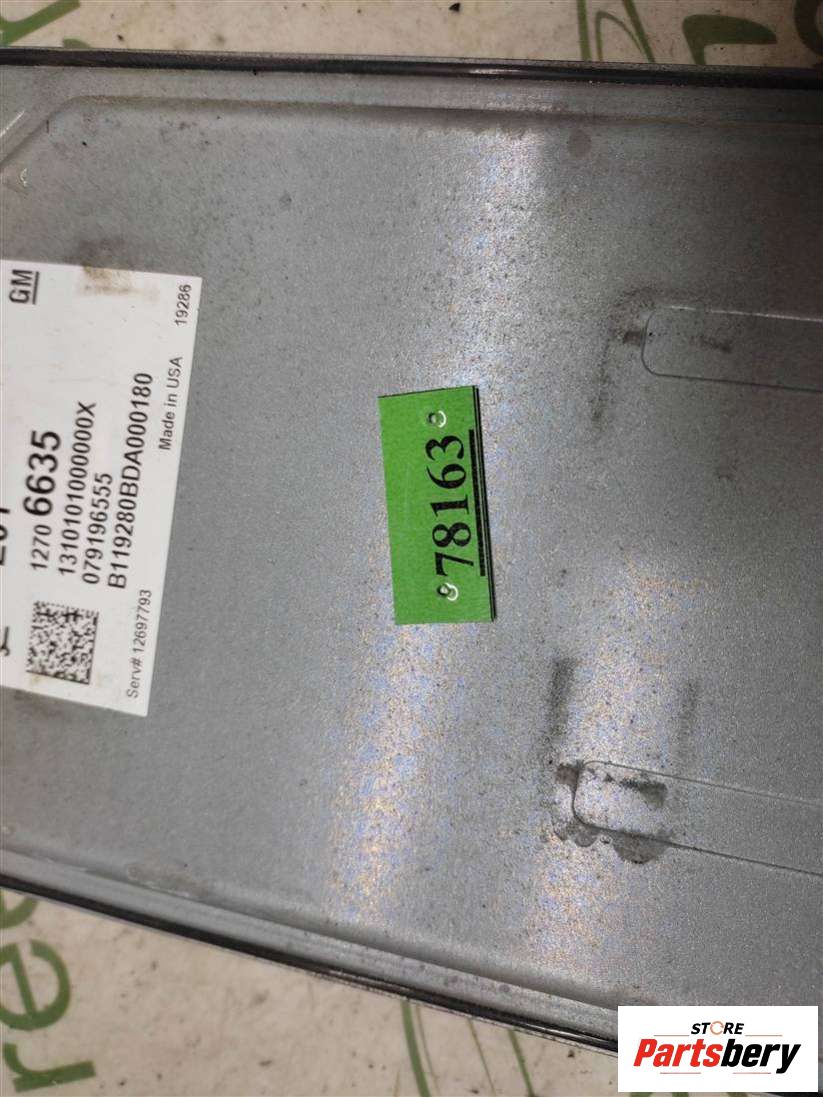 GM
1270 6635
1310101000000X
079196555
B119280BDA000180
Made in USA 19286
Serv# 12697793
78163
STORE
Partsbery